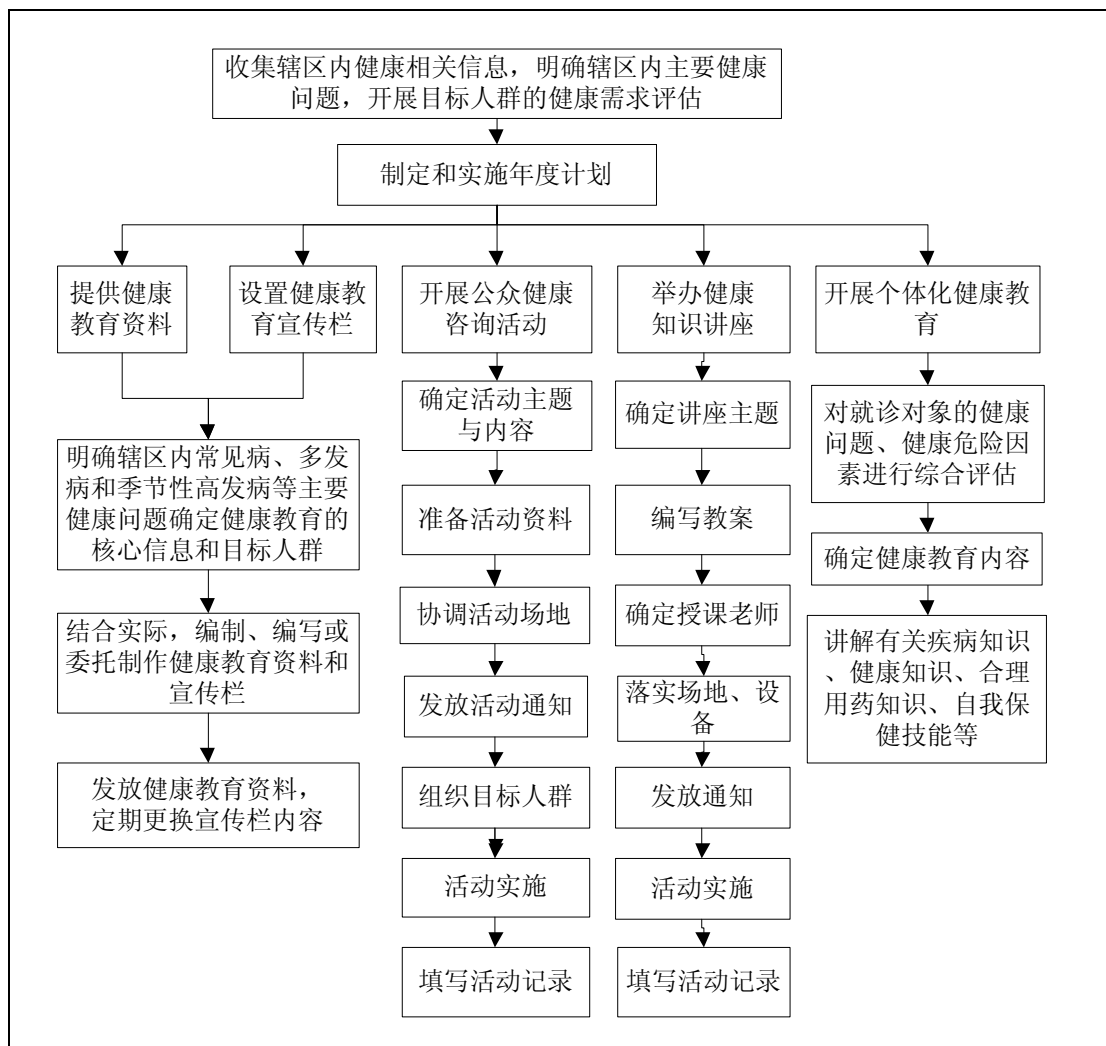 收集辖区内健康相关信息，明确辖区内主要健康
问题，开展目标人群的健康需求评估
制定和实施年度计划
提供健康
教育资料
设置健康教
育宣传栏
开展公众健康
咨询活动
举办健康
知识讲座
开展个体化健康教
育
明确辖区内常见病、多发
病和季节性高发病等主要
健康问题确定健康教育的
核心信息和目标人群
结合实际，编制、编写或
委托制作健康教育资料和
宣传栏
发放健康教育资料，
定期更换宣传栏内容
确定活动主题
与内容
准备活动资料
协调活动场地
发放活动通知
组织目标人群
活动实施
填写活动记录
确定讲座主题
编写教案
确定授课老师
落实场地、设
备
发放通知
活动实施
填写活动记录
对就诊对象的健康
问题、健康危险因
素进行综合评估
确定健康教育内容
讲解有关疾病知识
、健康知识、合理
用药知识、自我保
健技能等